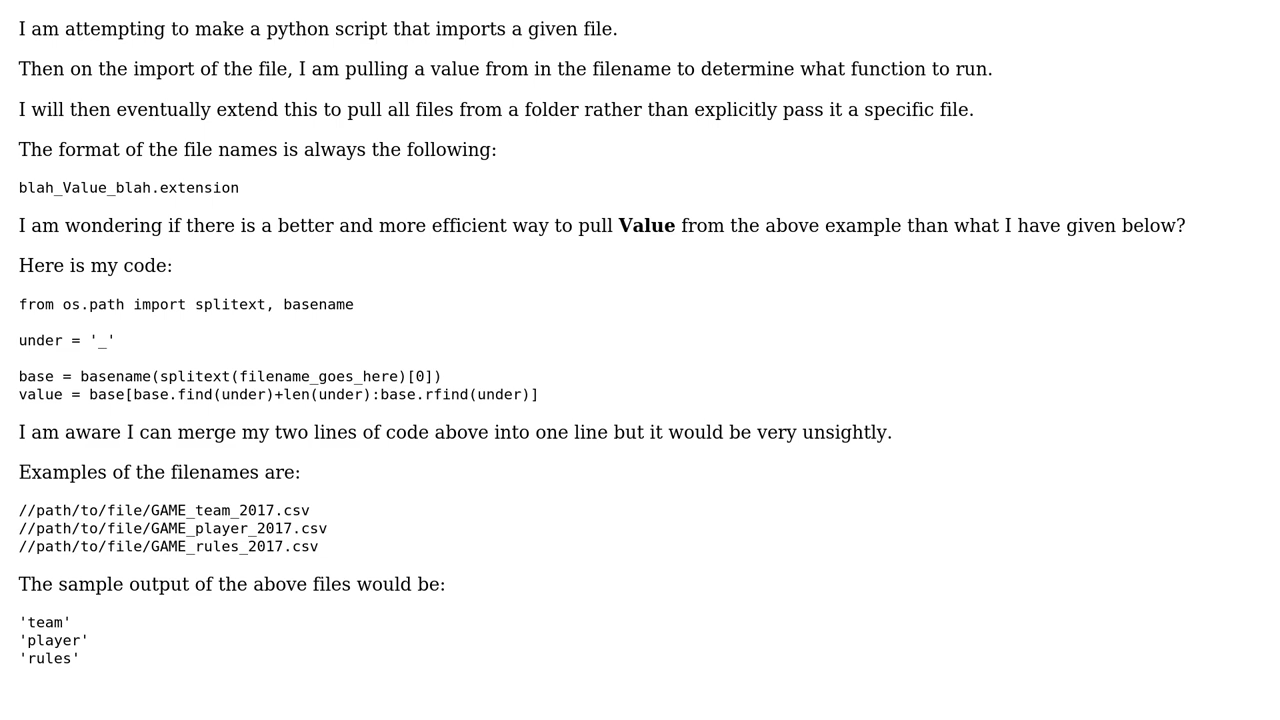 I am attempting to make a python script that imports a given file.
Then on the import of the file, I am pulling a value from in the filename to determine what function to run.
I will then eventually extend this to pull all files from a folder rather than explicitly pass it a specific file.
The format of the file names is always the following:
blah_Value_blah.extension
I am wondering if there is a better and more efficient way to pull Value from the above example than what I have given below?
Here is my code:
from os.path import splitext, basename
under = '_'
base = basename(splitext(filename_goes_here)[0])
value = base[base.find(under)+len(under):base.rfind(under)]
I am aware I can merge my two lines of code above into one line but it would be very unsightly.
Examples of the filenames are:
//path/to/file/GAME_team_2017.csv
//path/to/file/GAME_player_2017.csv
//path/to/file/GAME_rules_2017.csv
The sample output of the above files would be:
'team'
'player'
'rules'